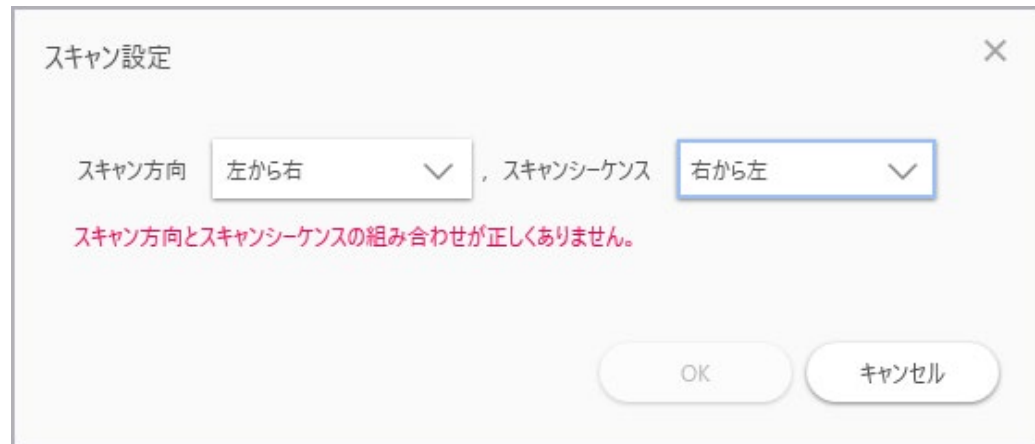 スキャン設定
スキャン方向 左から右 , スキャンシーケンス 右から左
スキャン方向とスキャンシーケンスの組み合わせが正しくありません。
OK キャンセル